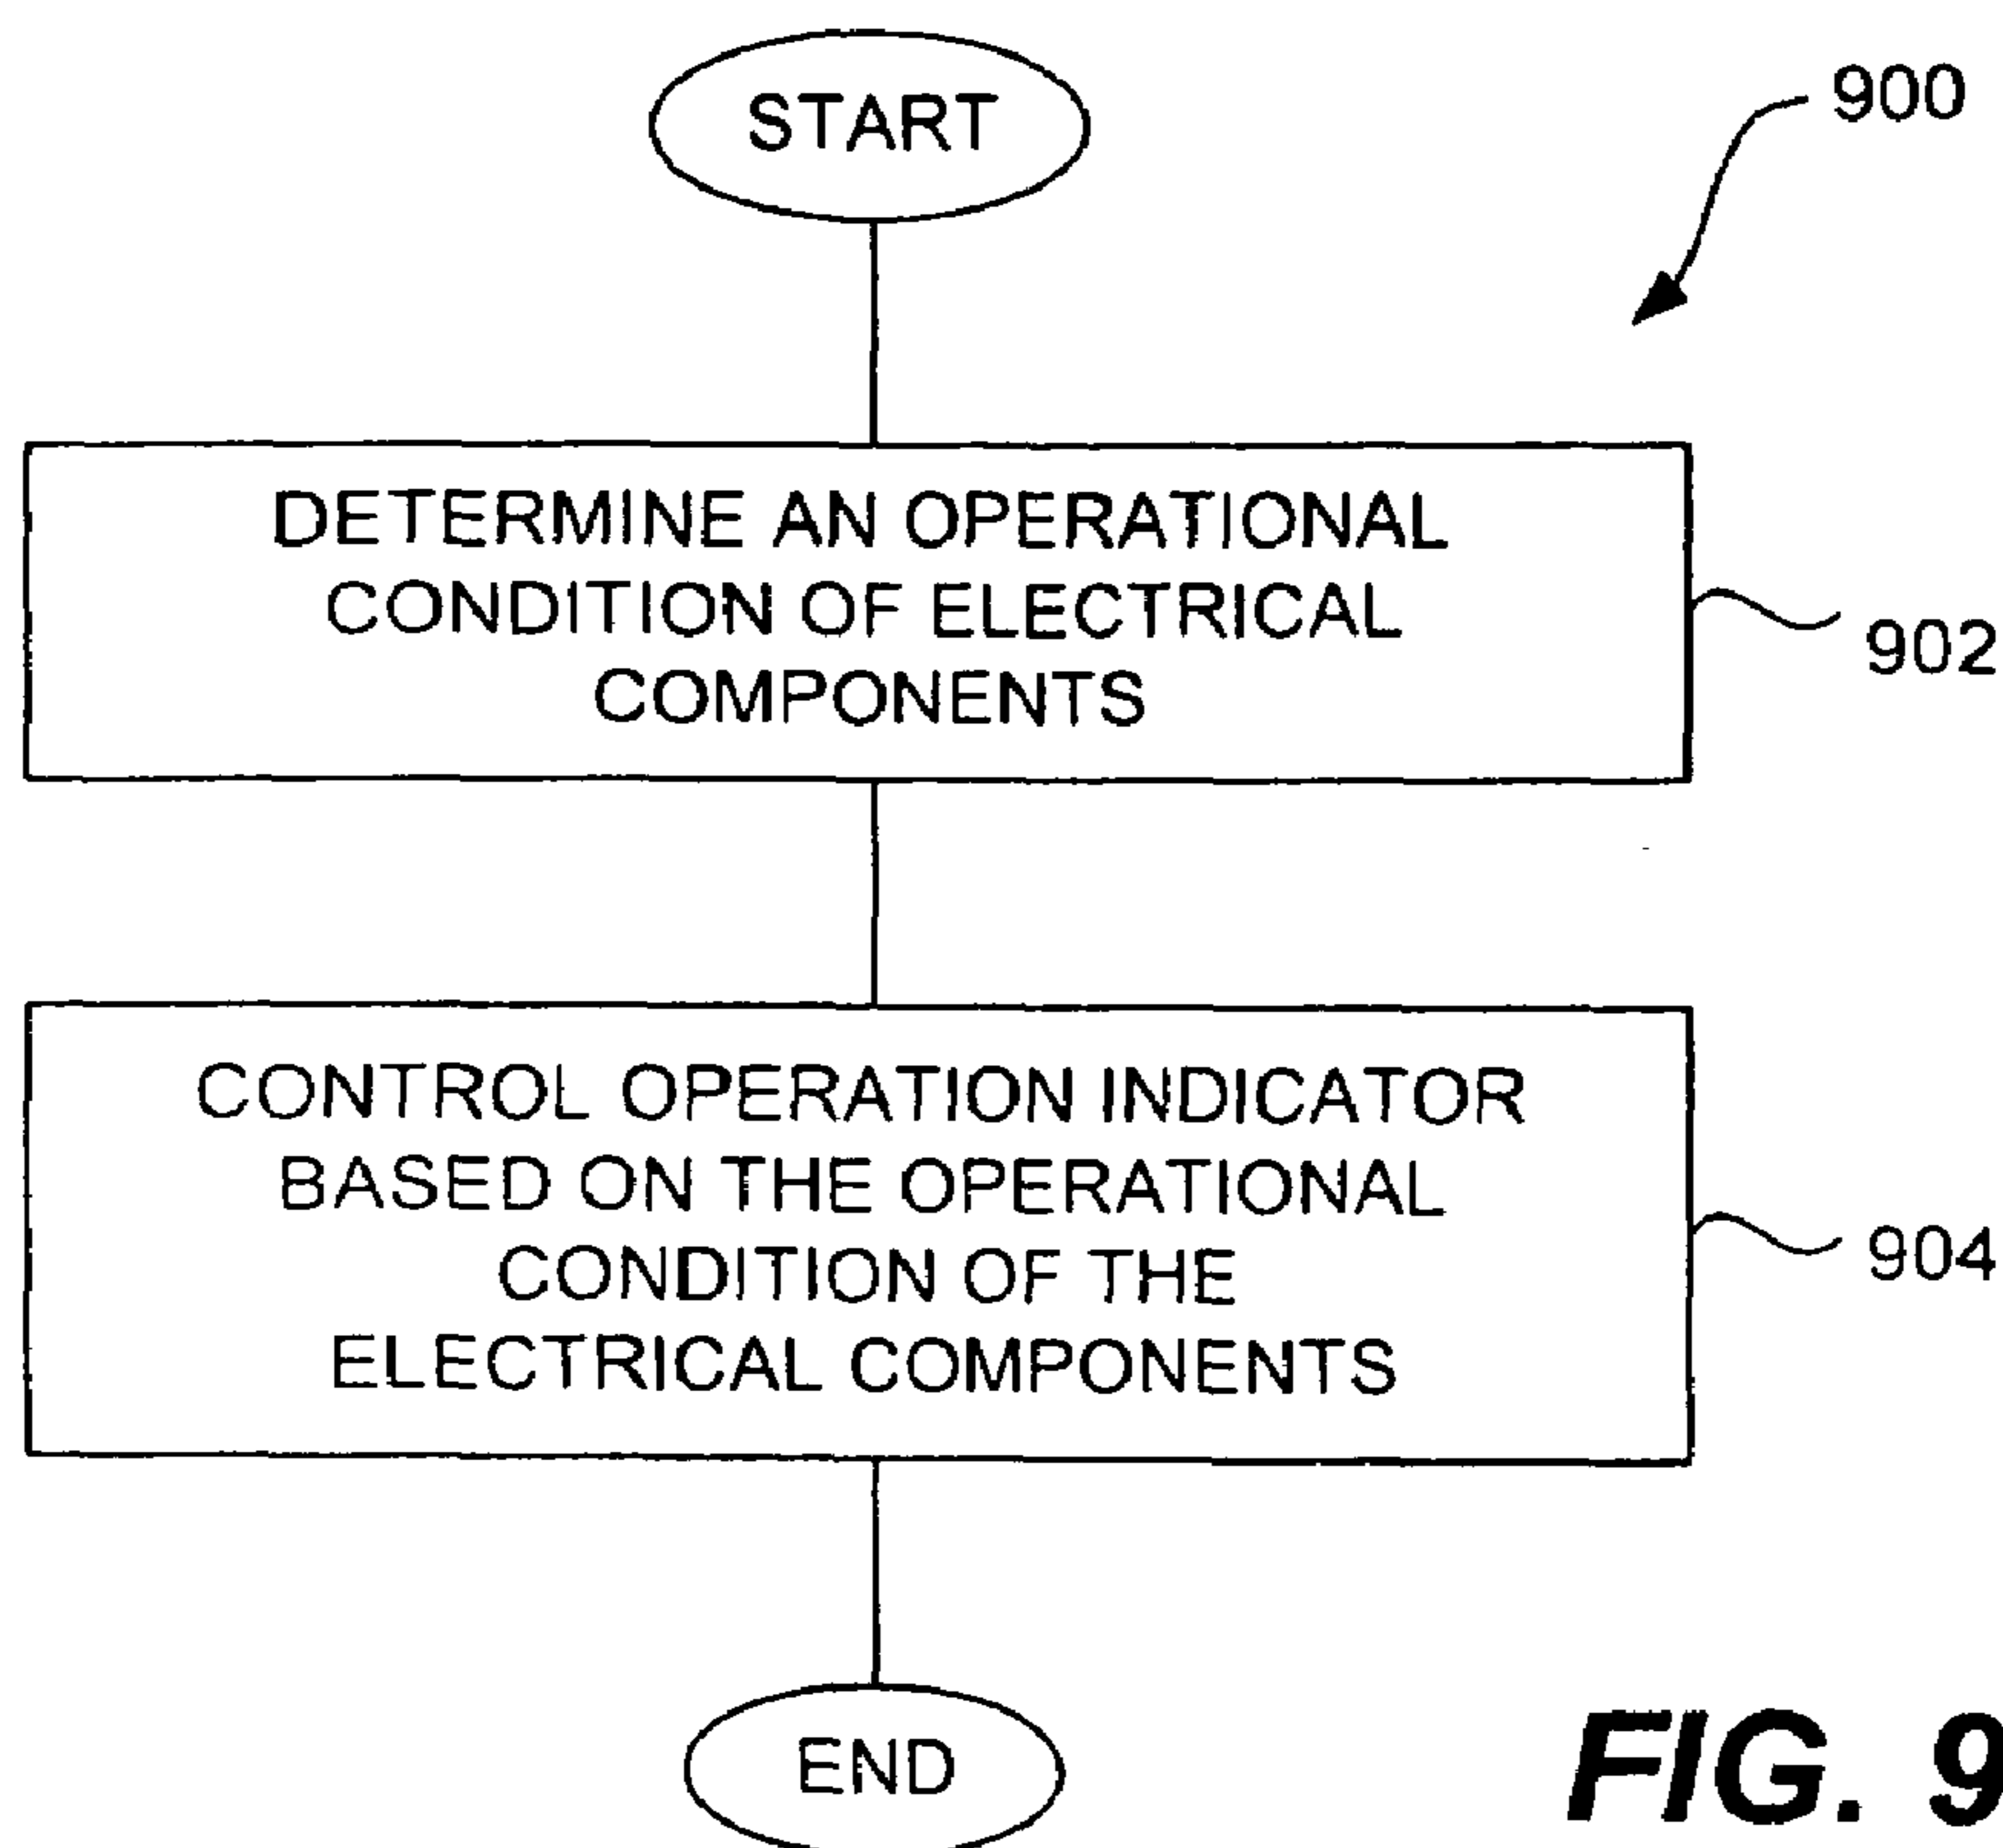 START
900
DETERMINE AN OPERATIONAL
CONDITION OF ELECTRICAL
COMPONENTS
902
CONTROL OPERATION INDICATOR
BASED ON THE OPERATIONAL
CONDITION OF THE
ELECTRICAL COMPONENTS
904
END
FIG. 9